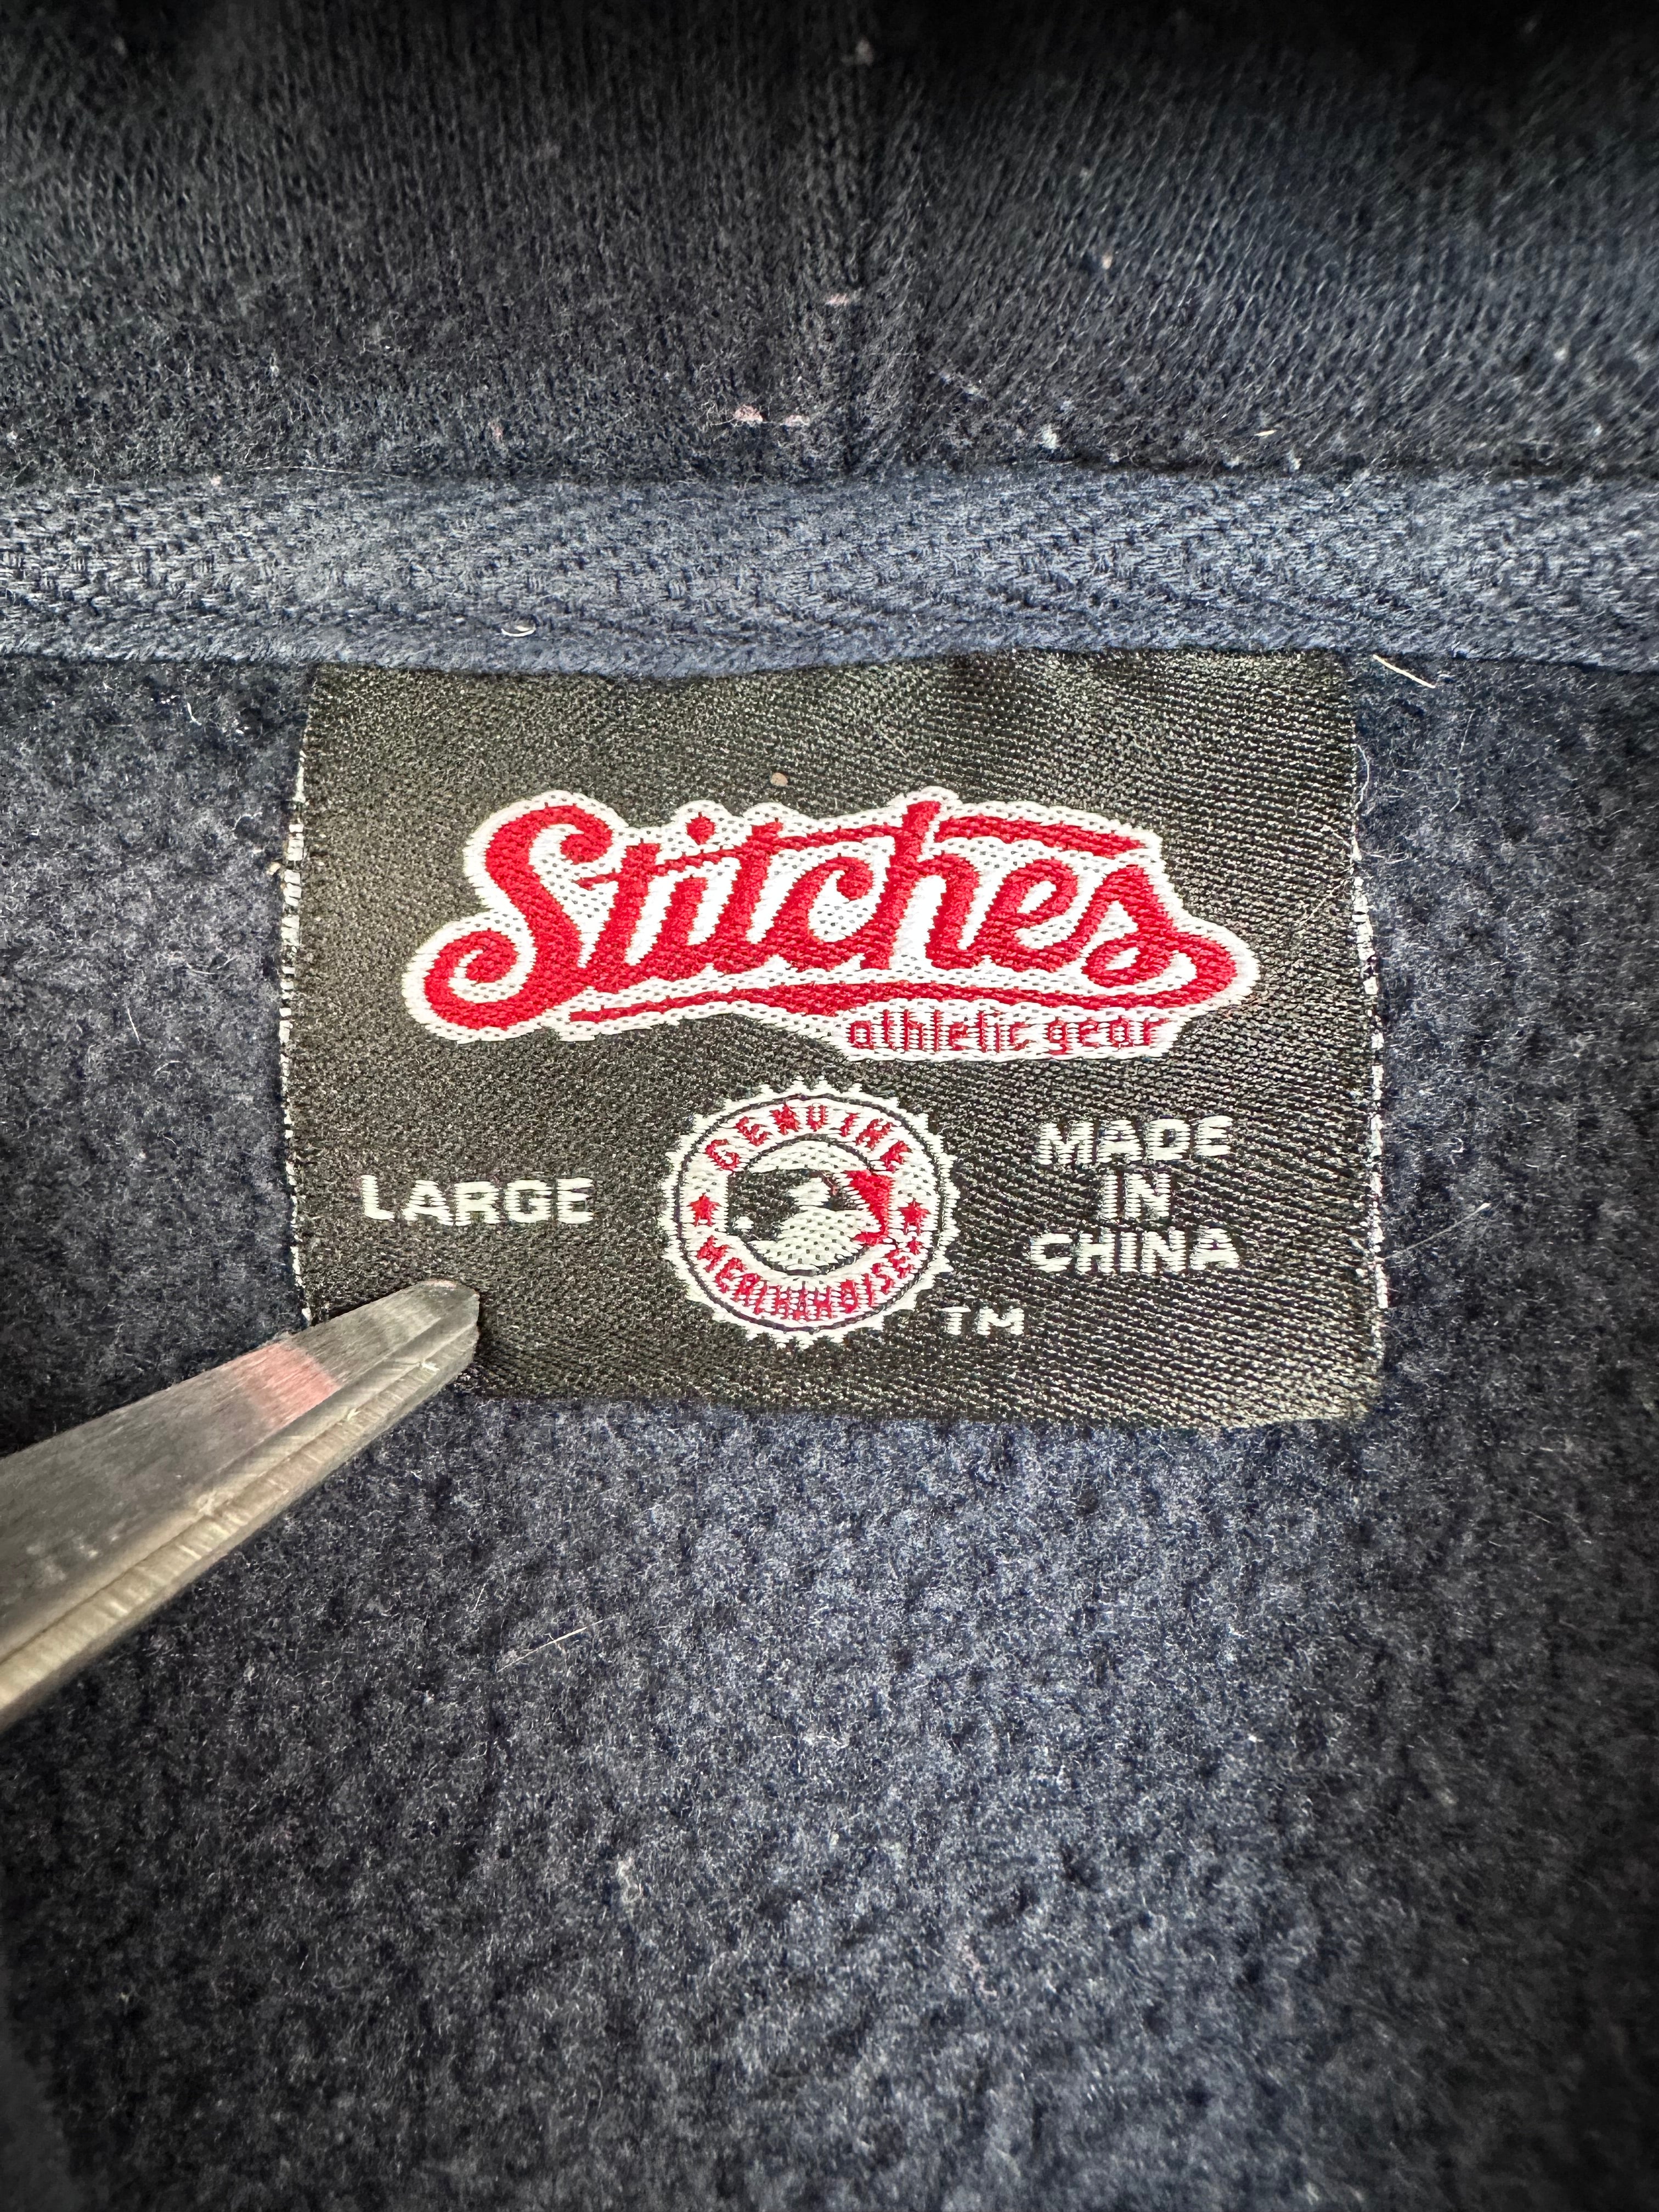 Stitches
athletic gear
GENUINE
MERCHANDISE
LARGE
MADE
IN
CHINA
TM